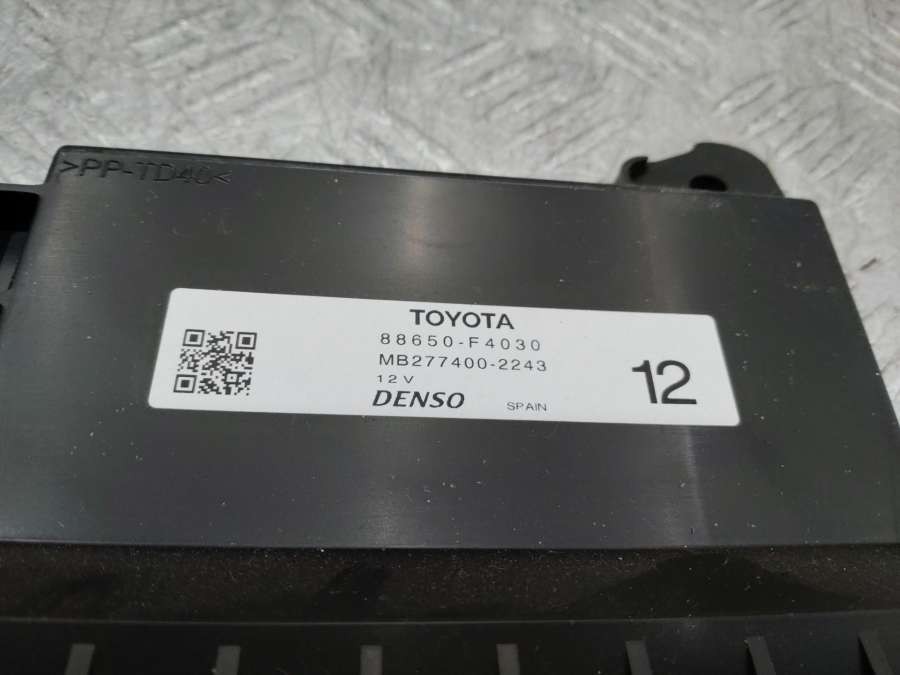 >PP-TD40<
TOYOTA
88650-F4030
MB277400-2243
12V
DENSO SPAIN
12